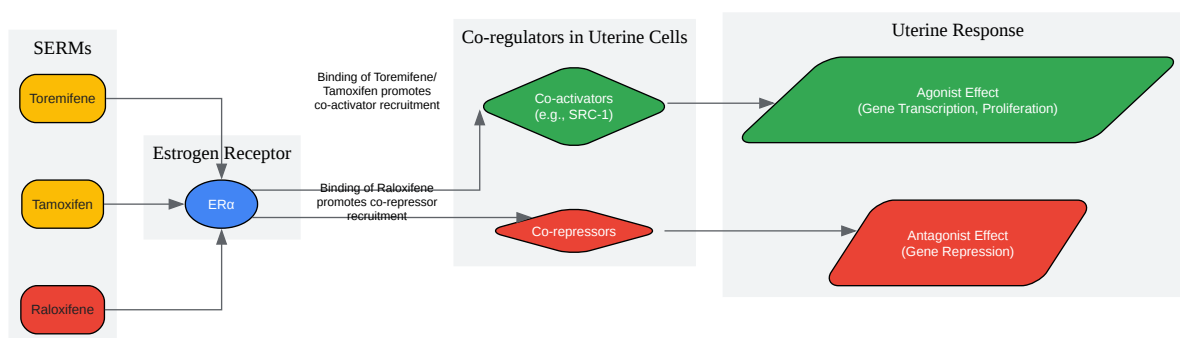 SERMs
Toremifene
Tamoxifen
Raloxifene
Estrogen Receptor
ERα
Binding of Toremifene/
Tamoxifen promotes
co-activator recruitment
Binding of Raloxifene
promotes co-repressor
recruitment
Co-regulators in Uterine Cells
Co-activators
(e.g., SRC-1)
Co-repressors
Uterine Response
Agonist Effect
(Gene Transcription, Proliferation)
Antagonist Effect
(Gene Repression)